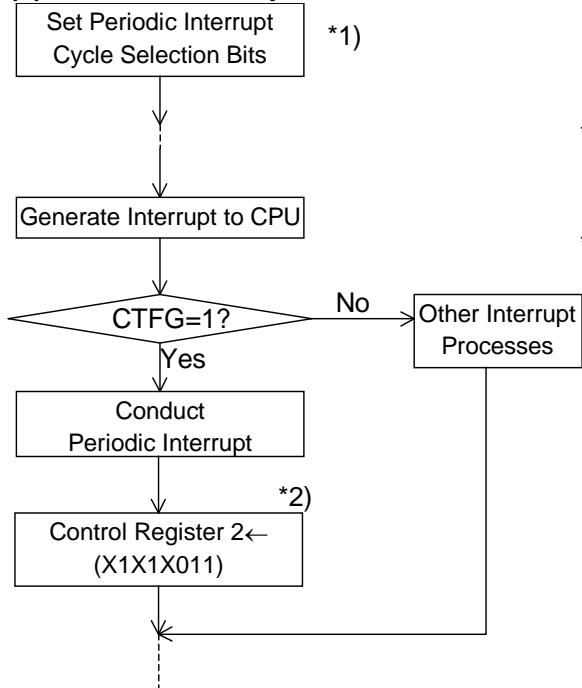 Set Periodic Interrupt
Cycle Selection Bits
*1)
Generate Interrupt to CPU
CTFG=1?
No
Other Interrupt
Processes
Yes
Conduct
Periodic Interrupt
*2)
Control Register 2←
(X1X1X011)